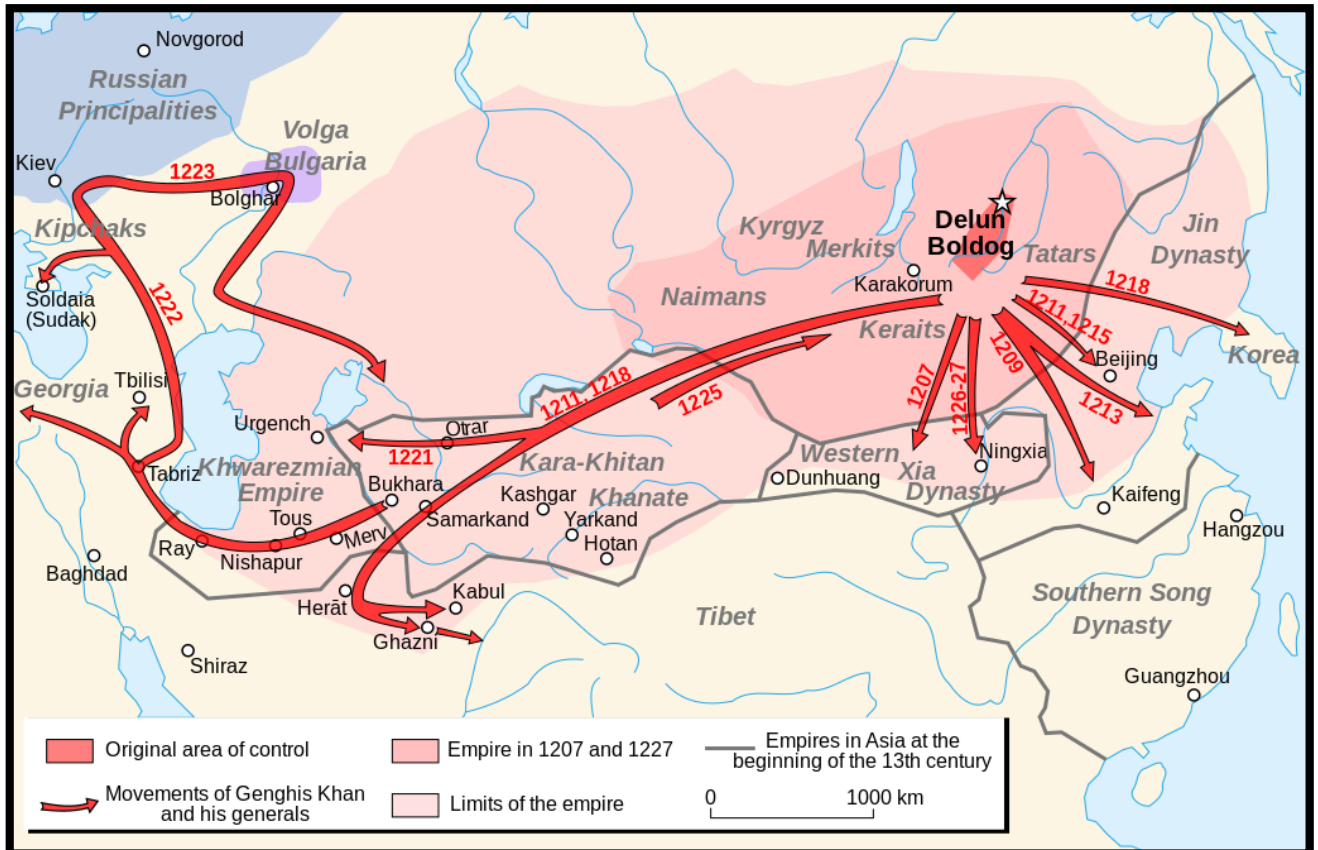 Novgorod
Russian
Principalities
Volga
Bulgaria
Kiev
1223
Bolghar
Kipchaks
Soldaia
(Sudak)
1222
Georgia
Tbilisi
Tabriz
Urgench
Khwarezmian
Empire
Otrar
1221
Bukhara
Samarkand
Tous
Merv
Ray
Nishapur
Baghdad
Herāt
Kabul
Ghazni
Shiraz
Kara-Khitan
Khanate
Kashgar
Yarkand
Hotan
1211, 1218
1225
Kyrgyz
Merkits
Naimans
Keraits
Karakorum
Delun
Boldog
Tatars
Jin
Dynasty
1218
1211,1215
1209
1213
1207
1226-27
Beijing
Korea
Western
Xia
Dynasty
Ningxia
Dunhuang
Kaifeng
Hangzou
Tibet
Southern Song
Dynasty
Guangzhou
Original area of control
Empire in 1207 and 1227
Empires in Asia at the
beginning of the 13th century
Movements of Genghis Khan
and his generals
Limits of the empire
0 1000 km